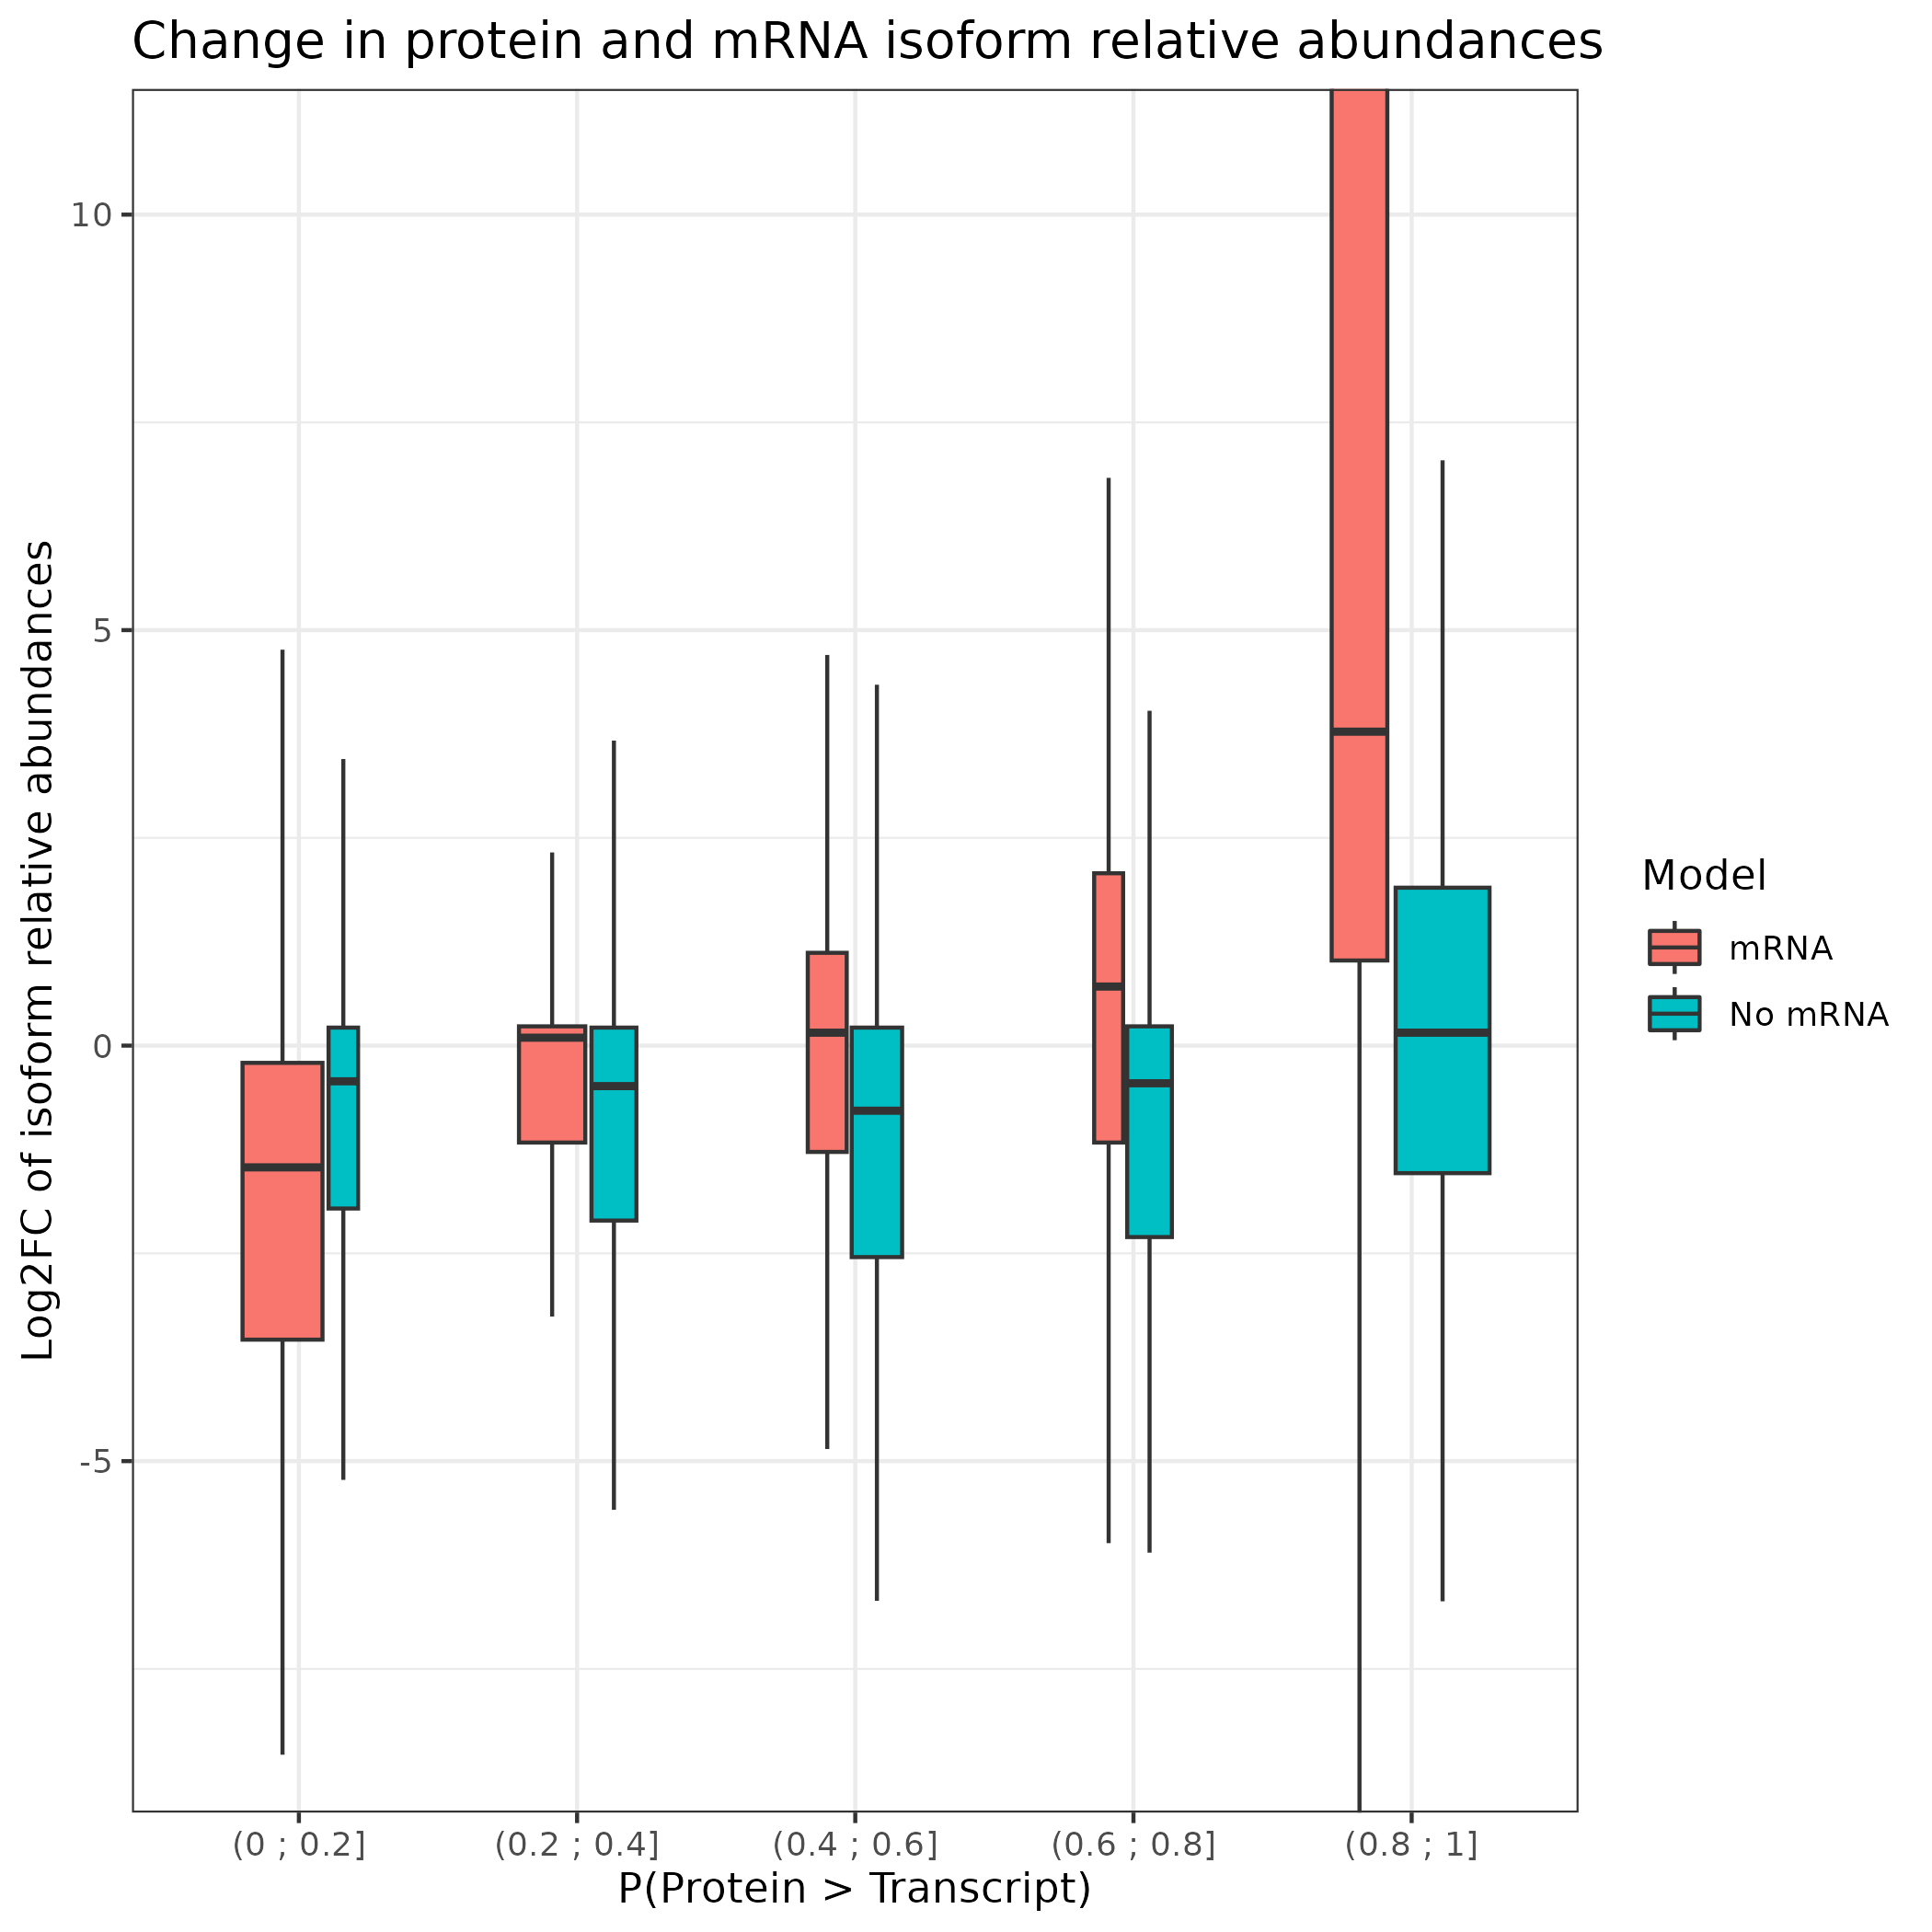 Change in protein and mRNA isoform relative abundances
Log2FC of isoform relative abundances
10
5
0
-5
(0 ; 0.2]
(0.2 ; 0.4]
(0.4 ; 0.6]
(0.6 ; 0.8]
(0.8 ; 1]
P(Protein > Transcript)
Model
mRNA
No mRNA